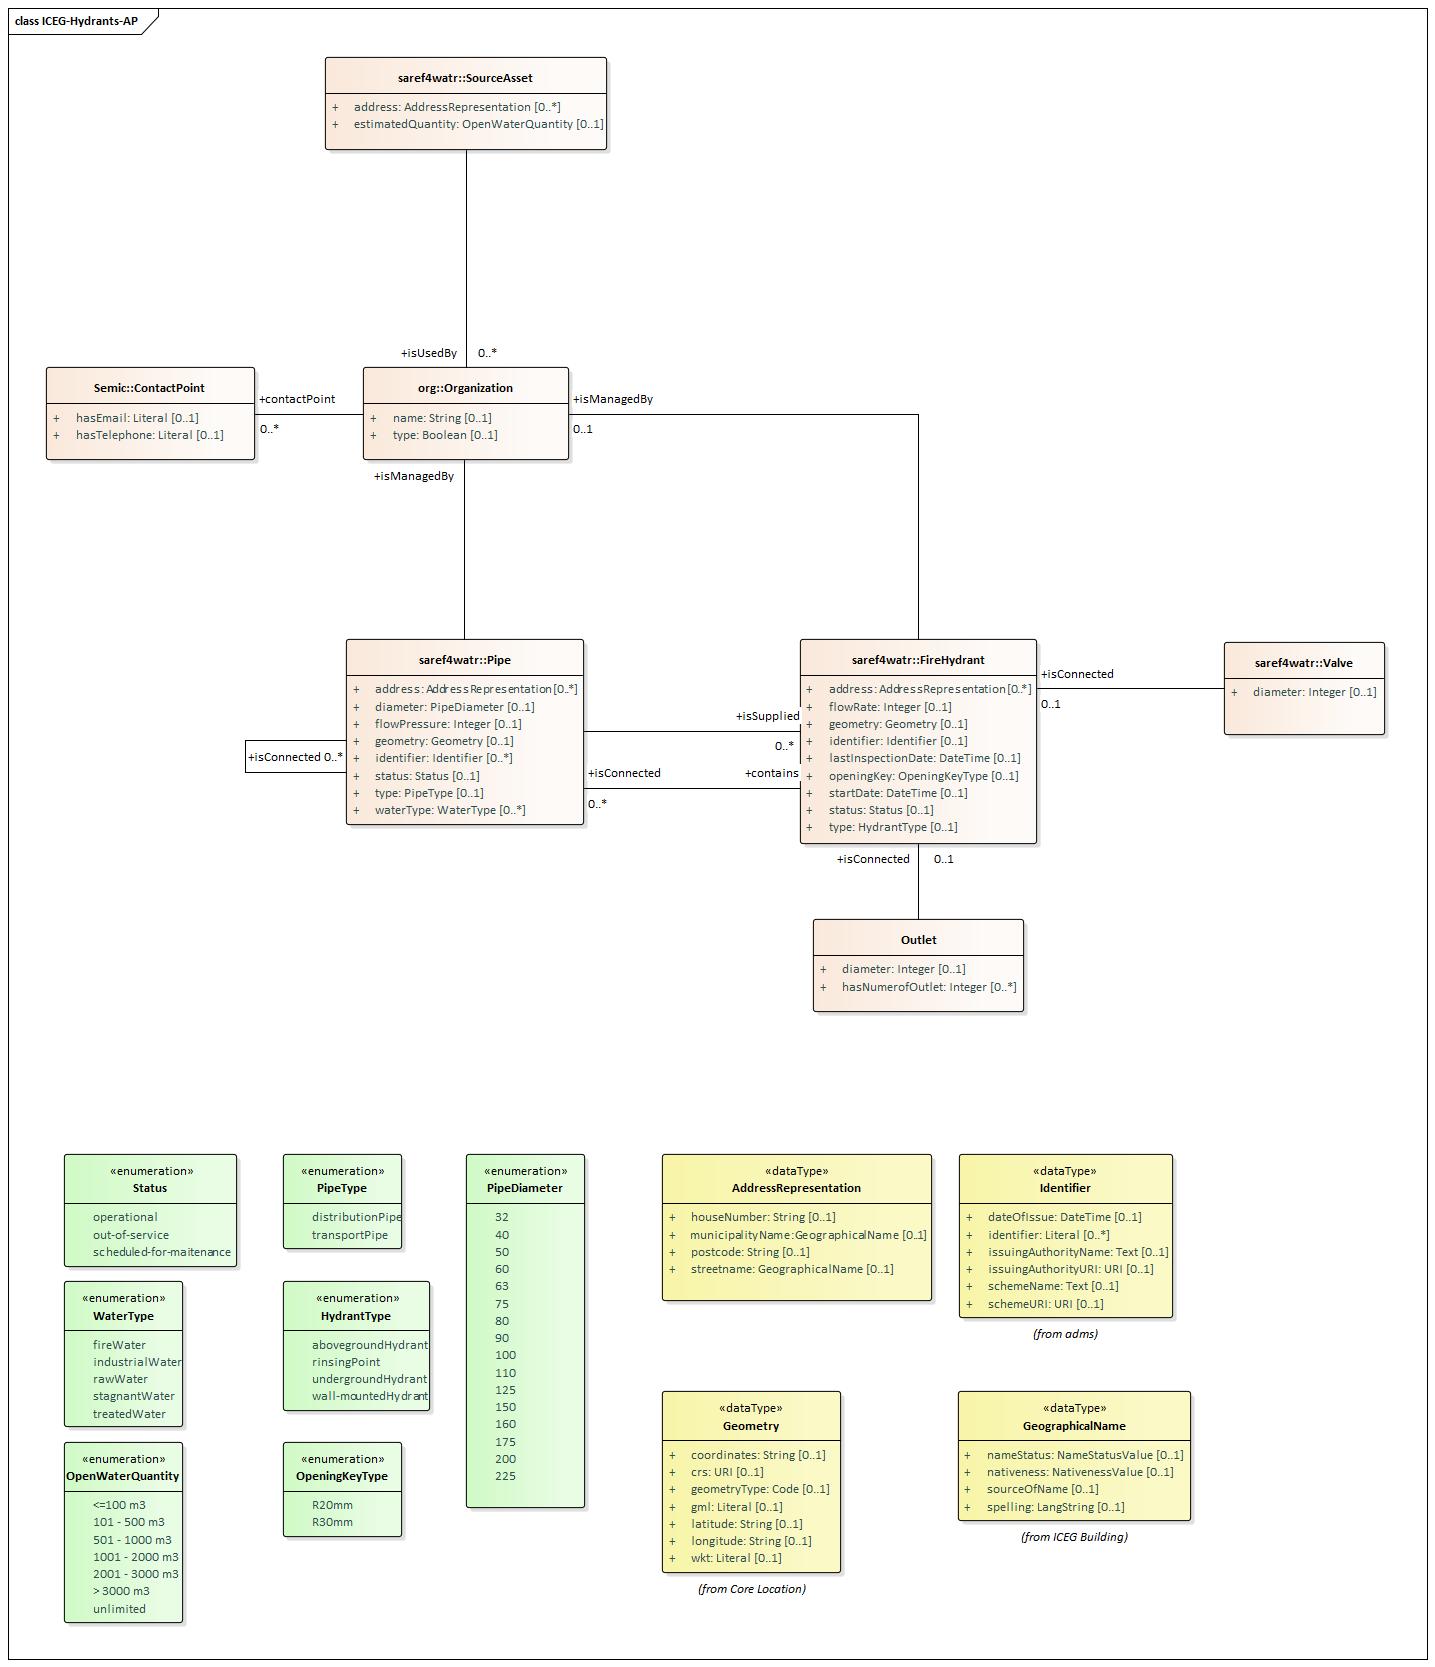 class ICEG-Hydrants-AP
saref4watr::SourceAsset
+ address: AddressRepresentation [0..*]
+ estimatedQuantity: OpenWaterQuantity [0..1]
+isUsedBy 0..*
Semic::ContactPoint
+ hasEmail: Literal [0..1]
+ hasTelephone: Literal [0..1]
+contactPoint
0..*
org::Organization
+ name: String [0..1]
+ type: Boolean [0..1]
+isManagedBy
0..1
+isManagedBy
saref4watr::Pipe
+ address: AddressRepresentation [0..*]
+ diameter: PipeDiameter [0..1]
+ flowPressure: Integer [0..1]
+ geometry: Geometry [0..1]
+ identifier: Identifier [0..*]
+ status: Status [0..1]
+ type: PipeType [0..1]
+ waterType: WaterType [0..*]
+isConnected 0..*
+isSupplied
0..*
+isConnected
0..*
+contains
saref4watr::FireHydrant
+ address: AddressRepresentation [0..*]
+ flowRate: Integer [0..1]
+ geometry: Geometry [0..1]
+ identifier: Identifier [0..1]
+ lastInspectionDate: DateTime [0..1]
+ openingKey: OpeningKeyType [0..1]
+ startDate: DateTime [0..1]
+ status: Status [0..1]
+ type: HydrantType [0..1]
+isConnected
0..1
saref4watr::Valve
+ diameter: Integer [0..1]
+isConnected 0..1
Outlet
+ diameter: Integer [0..1]
+ hasNumerofOutlet: Integer [0..*]
«enumeration»
Status
operational
out-of-service
scheduled-for-maitenance
«enumeration»
PipeType
distributionPipe
transportPipe
«enumeration»
PipeDiameter
32
40
50
60
63
75
80
90
100
110
125
150
160
175
200
225
«dataType»
AddressRepresentation
+ houseNumber: String [0..1]
+ municipalityName:GeographicalName [0..1]
+ postcode: String [0..1]
+ streetname: GeographicalName [0..1]
«dataType»
Identifier
+ dateOfIssue: DateTime [0..1]
+ identifier: Literal [0..*]
+ issuingAuthorityName: Text [0..1]
+ issuingAuthorityURI: URI [0..1]
+ schemeName: Text [0..1]
+ schemeURI: URI [0..1]
(from adms)
«enumeration»
WaterType
fireWater
industrialWater
rawWater
stagnantWater
treatedWater
«enumeration»
HydrantType
abovegroundHydrant
rinsingPoint
undergroundHydrant
wall-mountedHydrant
«enumeration»
OpenWaterQuantity
<=100 m3
101 - 500 m3
501 - 1000 m3
1001 - 2000 m3
2001 - 3000 m3
> 3000 m3
unlimited
«enumeration»
OpeningKeyType
R20mm
R30mm
«dataType»
Geometry
+ coordinates: String [0..1]
+ crs: URI [0..1]
+ geometryType: Code [0..1]
+ gml: Literal [0..1]
+ latitude: String [0..1]
+ longitude: String [0..1]
+ wkt: Literal [0..1]
(from Core Location)
«dataType»
GeographicalName
+ nameStatus: NameStatusValue [0..1]
+ nativeness: NativenessValue [0..1]
+ sourceOfName [0..1]
+ spelling: LangString [0..1]
(from ICEG Building)